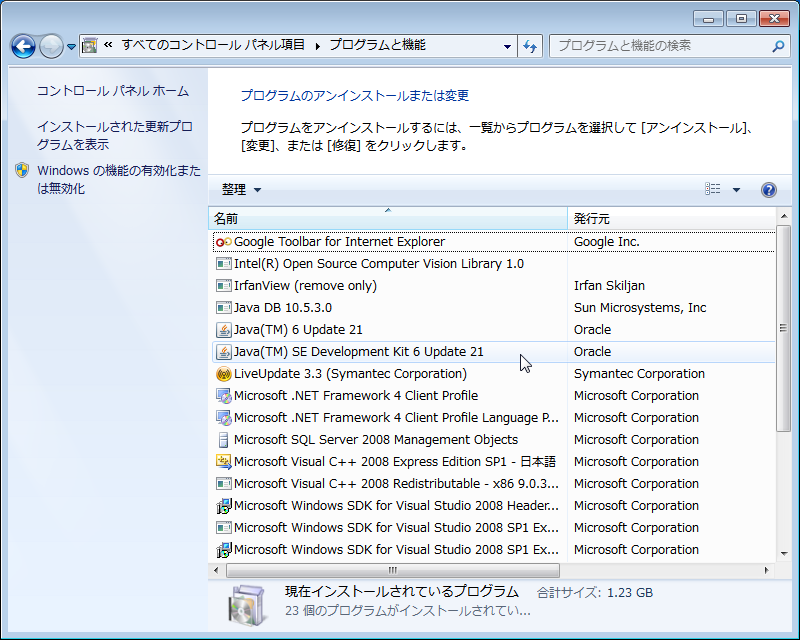 « すべてのコントロール パネル項目 ▸ プログラムと機能
プログラムと機能の検索
コントロール パネル ホーム
インストールされた更新プロ
グラムを表示
Windows の機能の有効化また
は無効化
プログラムのアンインストールまたは変更
プログラムをアンインストールするには、一覧からプログラムを選択して [アンインストール]、
[変更]、または [修復] をクリックします。
整理
名前 発行元
Google Toolbar for Internet Explorer Google Inc.
Intel(R) Open Source Computer Vision Library 1.0
IrfanView (remove only) Irfan Skiljan
Java DB 10.5.3.0 Sun Microsystems, Inc
Java(TM) 6 Update 21 Oracle
Java(TM) SE Development Kit 6 Update 21 Oracle
LiveUpdate 3.3 (Symantec Corporation) Symantec Corporation
Microsoft .NET Framework 4 Client Profile Microsoft Corporation
Microsoft .NET Framework 4 Client Profile Language P... Microsoft Corporation
Microsoft SQL Server 2008 Management Objects Microsoft Corporation
Microsoft Visual C++ 2008 Express Edition SP1 - 日本語 Microsoft Corporation
Microsoft Visual C++ 2008 Redistributable - x86 9.0.3... Microsoft Corporation
Microsoft Windows SDK for Visual Studio 2008 Header... Microsoft Corporation
Microsoft Windows SDK for Visual Studio 2008 SP1 Ex... Microsoft Corporation
Microsoft Windows SDK for Visual Studio 2008 SP1 Ex... Microsoft Corporation
現在インストールされているプログラム 合計サイズ: 1.23 GB
23 個のプログラムがインストールされてい...